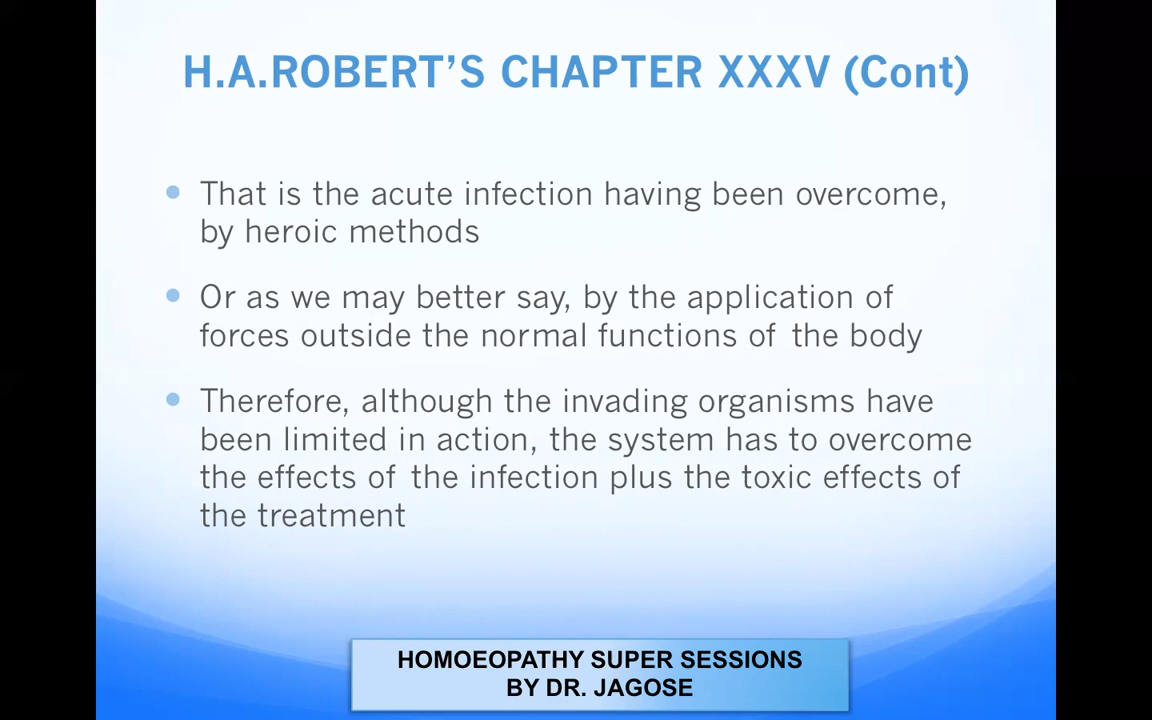 H.A.ROBERT’S CHAPTER XXXV (Cont)
That is the acute infection having been overcome,
by heroic methods
Or as we may better say, by the application of
forces outside the normal functions of the body
Therefore, although the invading organisms have
been limited in action, the system has to overcome
the effects of the infection plus the toxic effects of
the treatment
HOMOEOPATHY SUPER SESSIONS
BY DR. JAGOSE